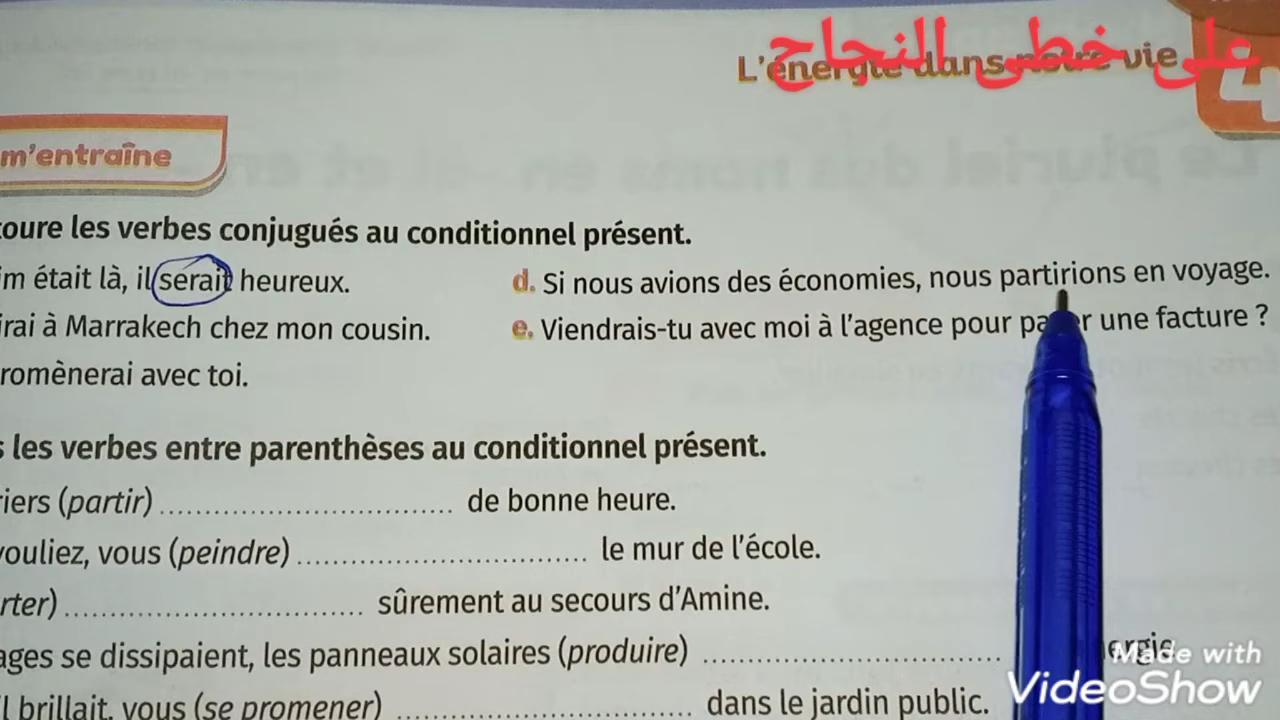 على خطى النجاح
L'énergie dans notre vie
4
m'entraîne
coure les verbes conjugués au conditionnel présent.
im était là, il serait heureux.
d. Si nous avions des économies, nous partirions en voyage.
irai à Marrakech chez mon cousin.
e. Viendrais-tu avec moi à l'agence pour payer une facture ?
romènerai avec toi.
s les verbes entre parenthèses au conditionnel présent.
riers (partir) .............................. de bonne heure.
vouliez, vous (peindre) .............................. le mur de l'école.
rter) .............................. sûrement au secours d'Amine.
ages se dissipaient, les panneaux solaires (produire) ..............................
il brillait, vous (se promener) .............................. dans le jardin public.
Made with
VideoShow